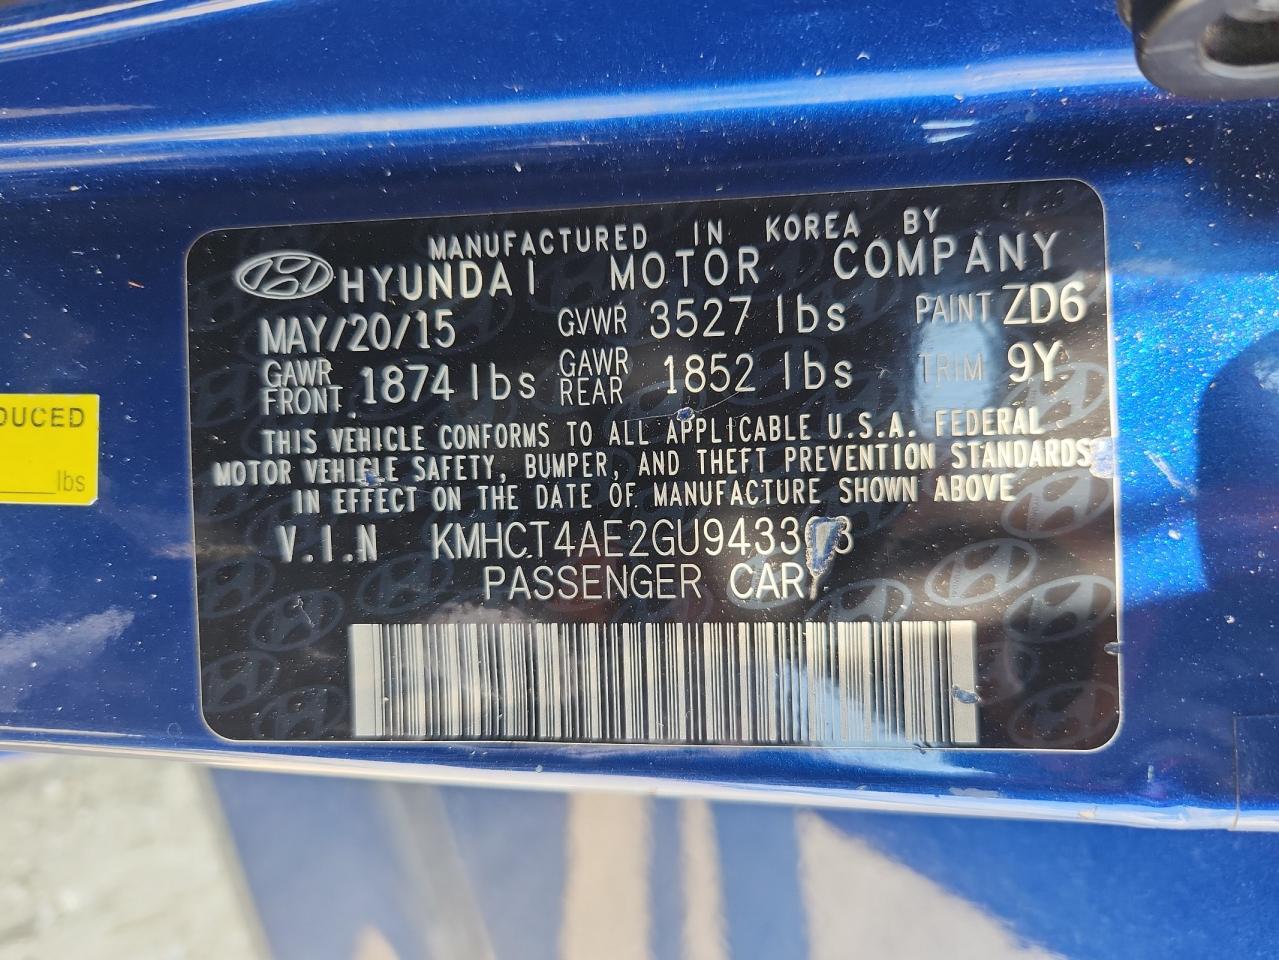 MANUFACTURED IN KOREA BY
HYUNDAI MOTOR COMPANY
MAY/20/15 GVWR 3527 lbs PAINT ZD6
GAWR FRONT 1874 lbs GAWR REAR 1852 lbs TRIM 9Y
THIS VEHICLE CONFORMS TO ALL APPLICABLE U.S.A. FEDERAL
MOTOR VEHICLE SAFETY, BUMPER, AND THEFT PREVENTION STANDARDS
IN EFFECT ON THE DATE OF MANUFACTURE SHOWN ABOVE
V.I.N
PASSENGER CAR
lbs